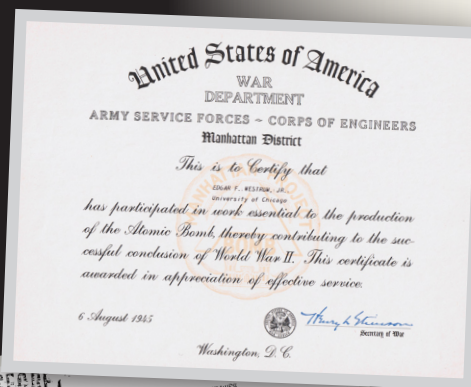 United States of America
WAR
DEPARTMENT
ARMY SERVICE FORCES ~ CORPS OF ENGINEERS
Manhattan District
This is to Certify that
EDGAR F. WESTRUM, JR.
University of Chicago
has participated in work essential to the production
of the Atomic Bomb, thereby contributing to the suc-
cessful conclusion of World War II. This certificate is
awarded in appreciation of effective service.
6 August 1945
Henry L Stimson
Secretary of War
Washington, D. C.